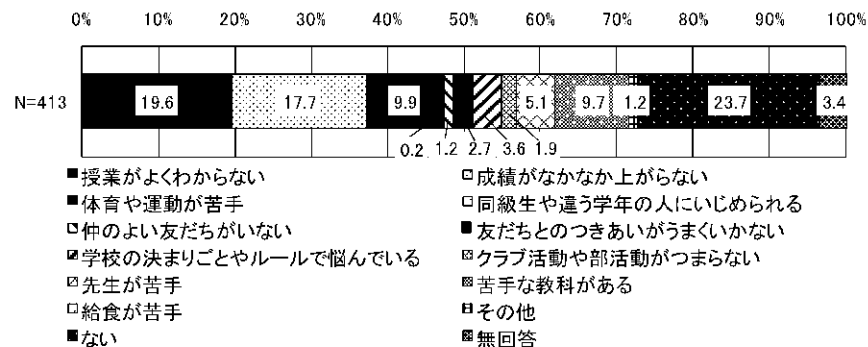 0% 10% 20% 30% 40% 50% 60% 70% 80% 90% 100%
N=413 19.6 17.7 9.9 5.1 9.7 1.2 23.7 3.4
0.2 1.2 2.7 3.6 1.9
授業がよくわからない 成績がなかなか上がらない
体育や運動が苦手 同級生や違う学年の人にいじめられる
仲のよい友だちがいない 友だちとのつきあいがうまくいかない
学校の決まりごとやルールで悩んでいる クラブ活動や部活動がつまらない
先生が苦手 苦手な教科がある
給食が苦手 その他
ない 無回答